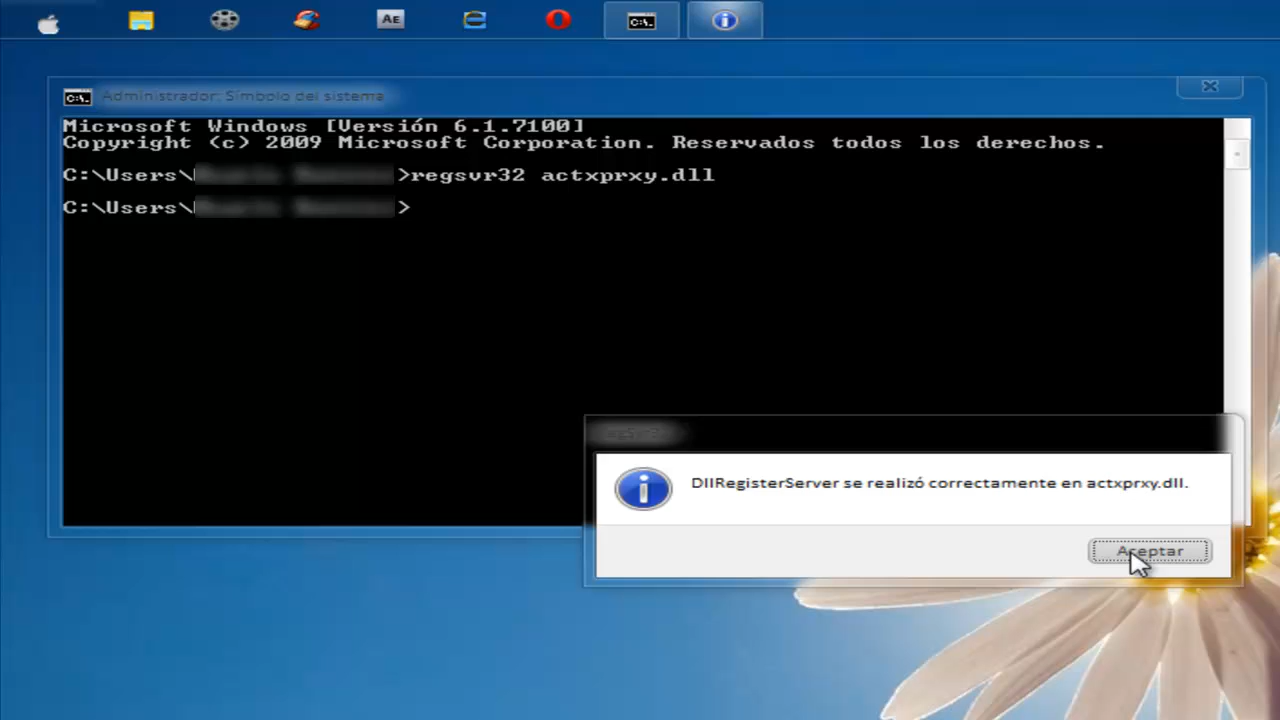 AE
C:\.
C:\.
Administrador: Símbolo del sistema
Microsoft Windows [Versión 6.1.7100]
Copyright (c) 2009 Microsoft Corporation. Reservados todos los derechos.
C:\Users\ >regsvr32 actxprxy.dll
C:\Users\ >
DllRegisterServer se realizó correctamente en actxprxy.dll.
Aceptar